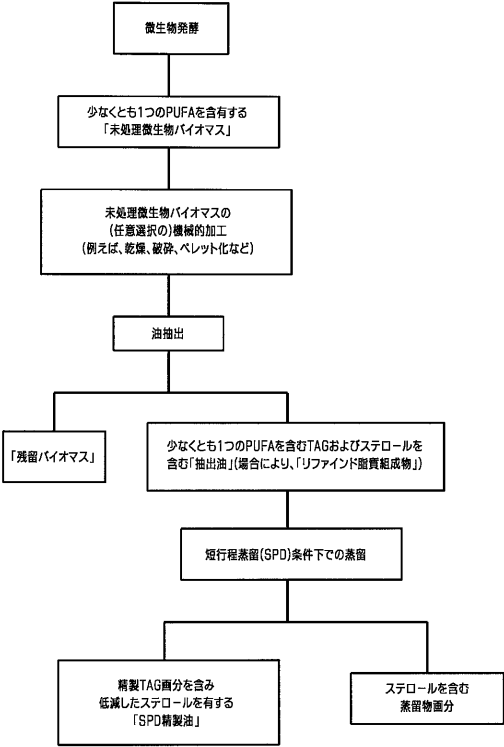 微生物発酵
少なくとも1つのPUFAを含有する
「未処理微生物バイオマス」
未処理微生物バイオマスの
(任意選択の)機械的加工
(例えば、乾燥、破砕、ペレット化など)
油抽出
「残留バイオマス」
少なくとも1つのPUFAを含むTAGおよびステロールを
含む「抽出油」(場合により、「リファインド脂質組成物」)
短行程蒸留(SPD)条件下での蒸留
精製TAG画分を含み
低減したステロールを有する
「SPD精製油」
ステロールを含む
蒸留物画分